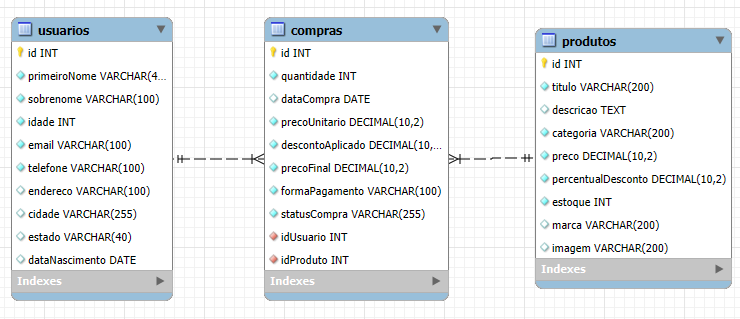 usuarios
id INT
primeiroNome VARCHAR(4...
sobrenome VARCHAR(100)
idade INT
email VARCHAR(100)
telefone VARCHAR(100)
endereco VARCHAR(100)
cidade VARCHAR(255)
estado VARCHAR(40)
dataNascimento DATE
Indexes
compras
id INT
quantidade INT
dataCompra DATE
precoUnitario DECIMAL(10,2)
descontoAplicado DECIMAL(10,...
precoFinal DECIMAL(10,2)
formaPagamento VARCHAR(100)
statusCompra VARCHAR(255)
idUsuario INT
idProduto INT
Indexes
produtos
id INT
titulo VARCHAR(200)
descricao TEXT
categoria VARCHAR(200)
preco DECIMAL(10,2)
percentualDesconto DECIMAL(10,2)
estoque INT
marca VARCHAR(200)
imagem VARCHAR(200)
Indexes